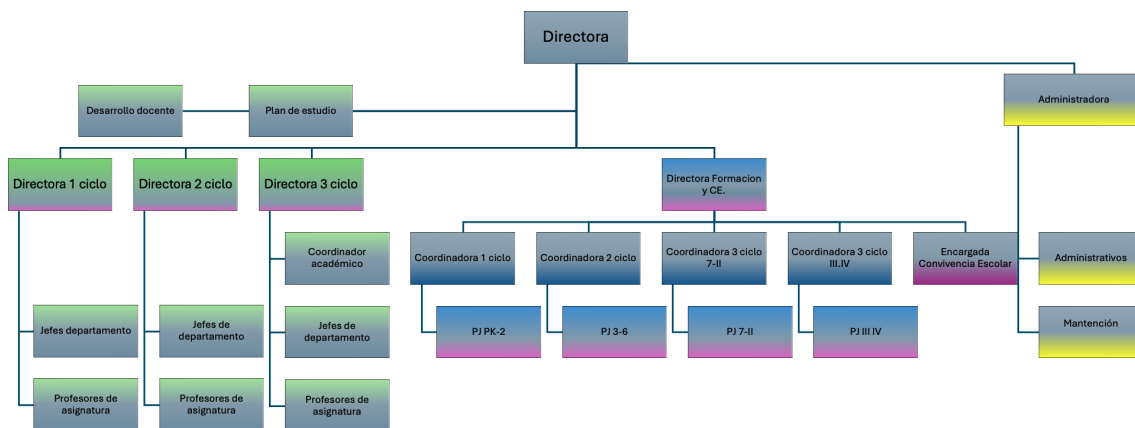 Directora
Administradora
Desarrollo docente
Plan de estudio
Directora 1 ciclo
Directora 2 ciclo
Directora 3 ciclo
Directora Formacion
y CE.
Coordinador
académico
Coordinadora 1 ciclo
Coordinadora 2 ciclo
Coordinadora 3 ciclo
7-II
Coordinadora 3 ciclo
III.IV
Encargada
Convivencia Escolar
Administrativos
Jefes departamento
Jefes de
departamento
Jefes de
departamento
PJ PK-2
PJ 3-6
PJ 7-II
PJ III IV
Mantención
Profesores de
asignatura
Profesores de
asignatura
Profesores de
asignatura